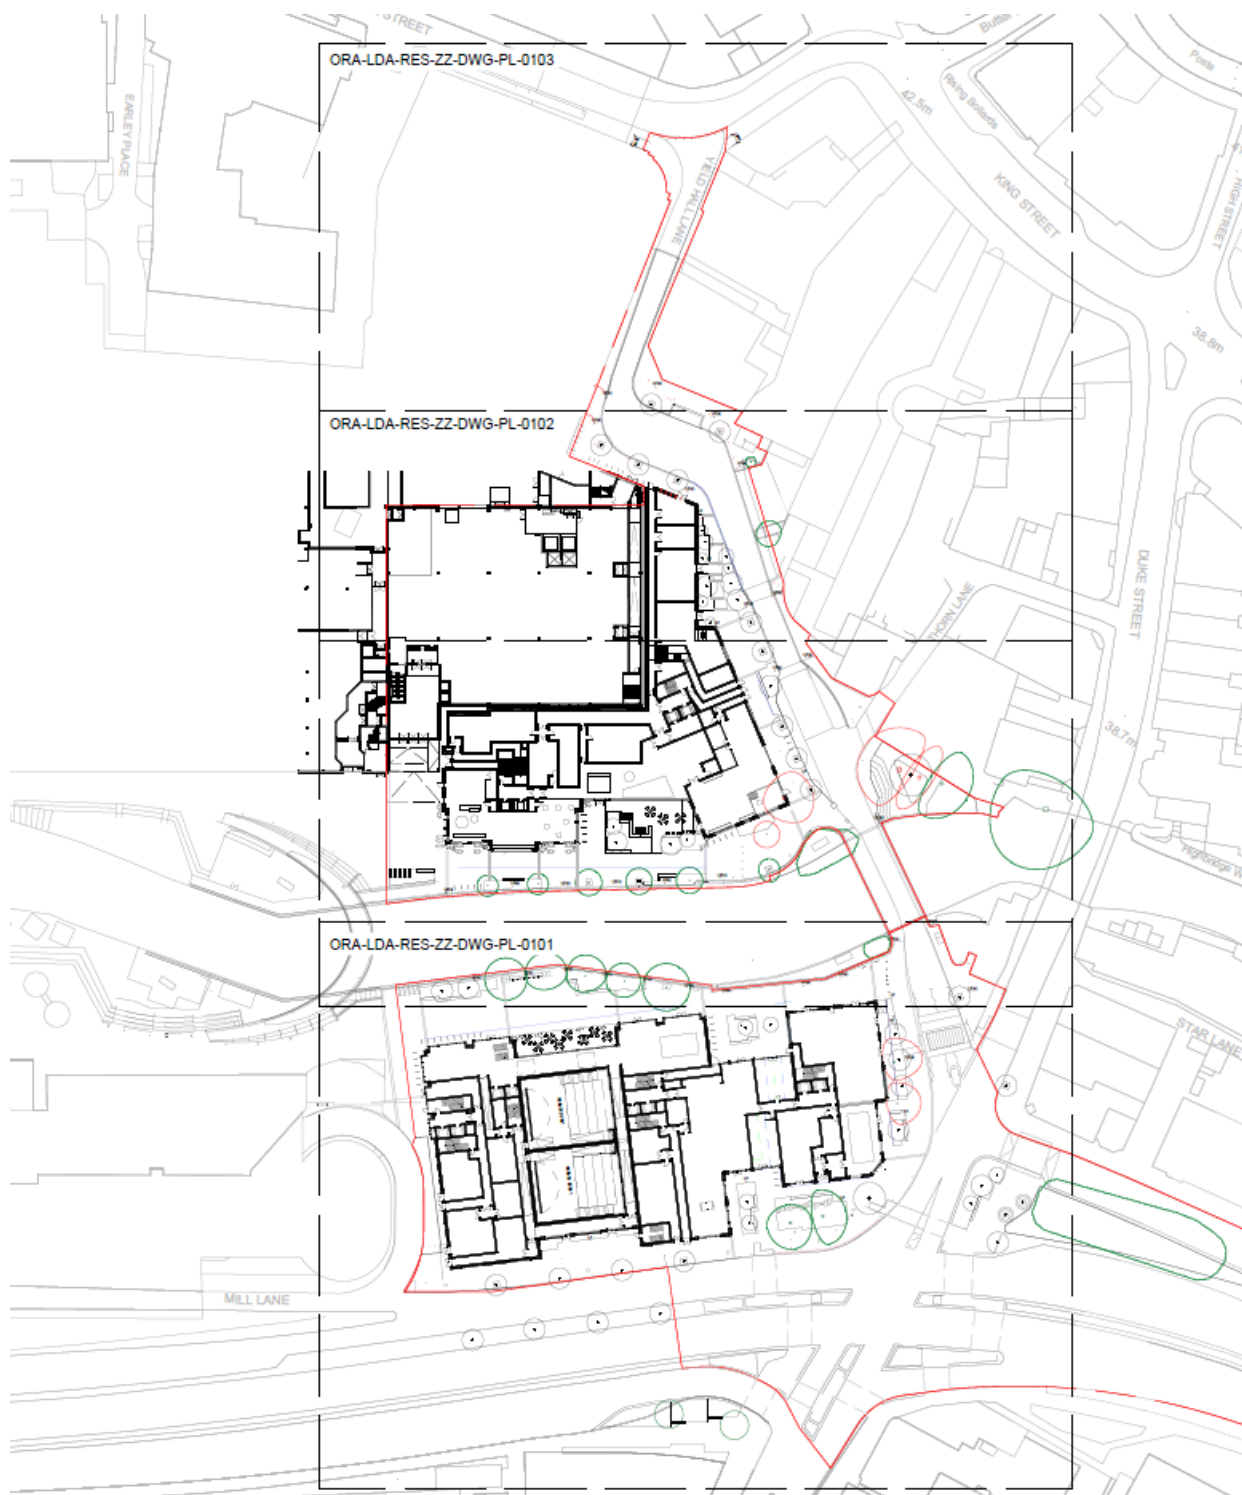 STREET
ORA-LDA-RES-ZZ-DWG-PL-0103
Butter
Posts
EARLEY PLACE
42.5m
Rising Bollards
YIELD HALL LANE
KING STREET
HIGH STREET
38.8m
ORA-LDA-RES-ZZ-DWG-PL-0102
DUKE STREET
THORN LANE
38.7m
Highbridge W
ORA-LDA-RES-ZZ-DWG-PL-0101
STAR LANE
MILL LANE